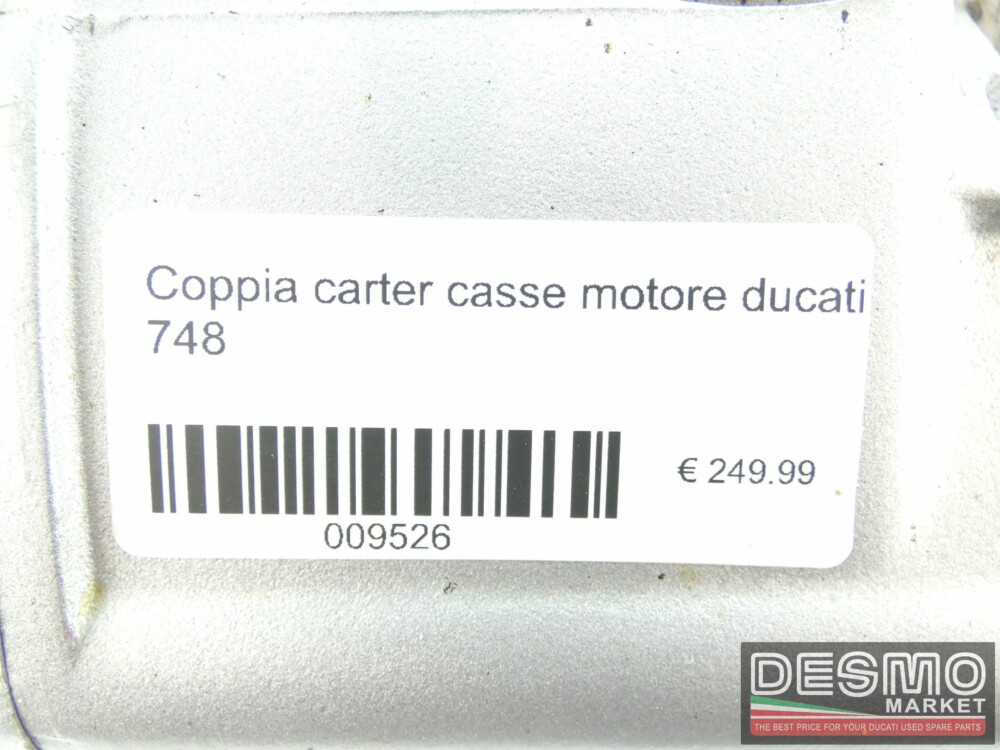 Coppia carter casse motore ducati
748
€ 249.99
009526
DESMO
MARKET
THE BEST PRICE FOR YOUR DUCATI USED SPARE PARTS